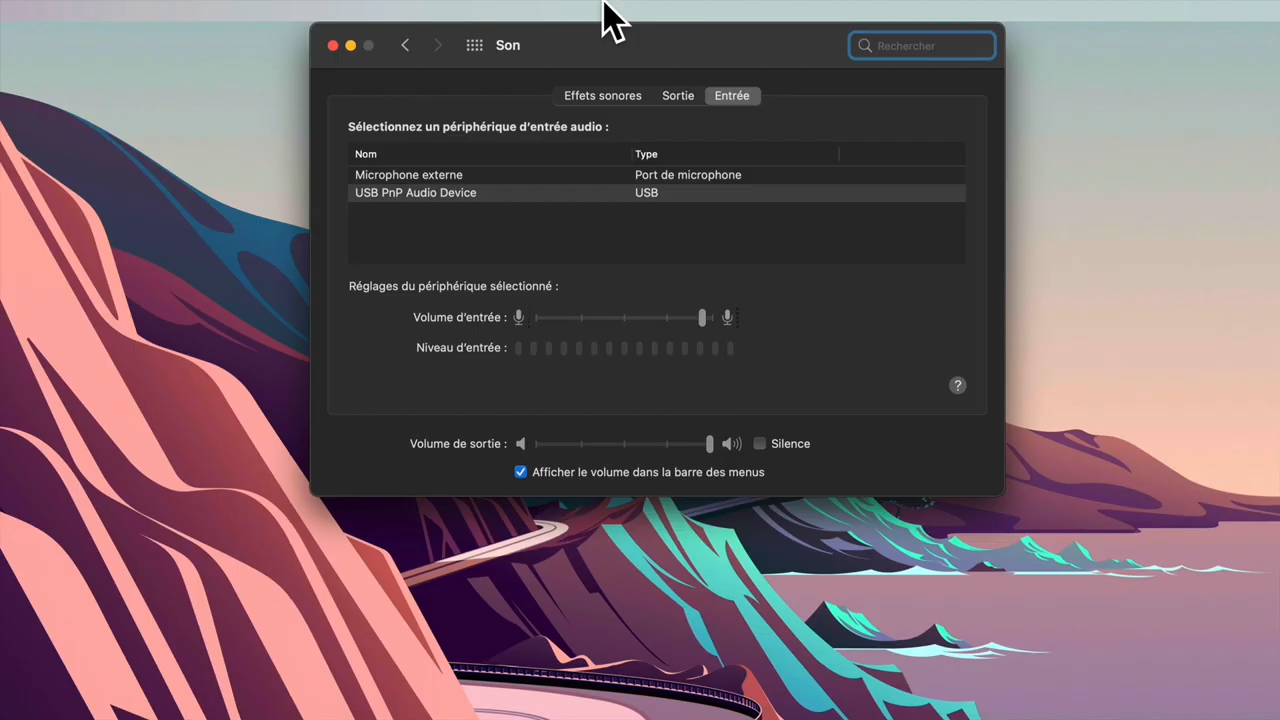 Son
Rechercher
Effets sonores Sortie Entrée
Sélectionnez un périphérique d'entrée audio :
Nom Type
Microphone externe Port de microphone
USB PnP Audio Device USB
Réglages du périphérique sélectionné :
Volume d'entrée :
Niveau d'entrée :
?
Volume de sortie : Silence
Afficher le volume dans la barre des menus